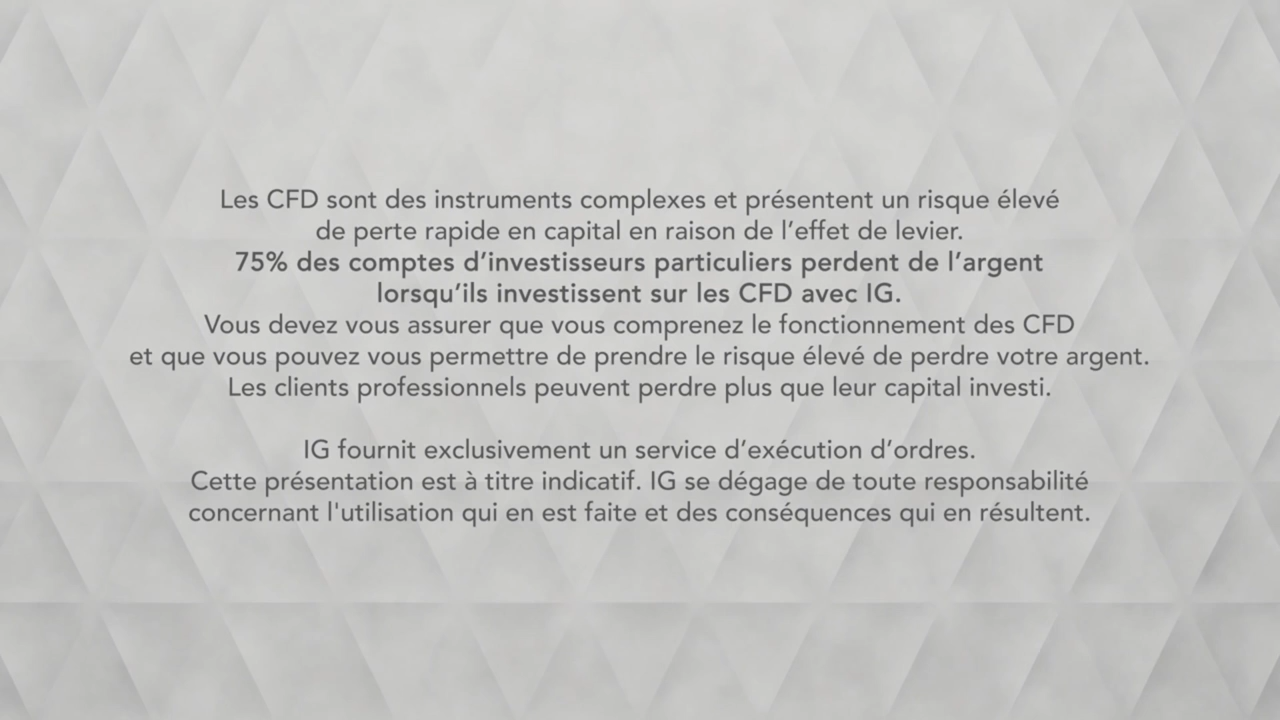 Les CFD sont des instruments complexes et présentent un risque élevé
de perte rapide en capital en raison de l’effet de levier.
75% des comptes d’investisseurs particuliers perdent de l’argent
lorsqu’ils investissent sur les CFD avec IG.
Vous devez vous assurer que vous comprenez le fonctionnement des CFD
et que vous pouvez vous permettre de prendre le risque élevé de perdre votre argent.
Les clients professionnels peuvent perdre plus que leur capital investi.
IG fournit exclusivement un service d’exécution d’ordres.
Cette présentation est à titre indicatif. IG se dégage de toute responsabilité
concernant l'utilisation qui en est faite et des conséquences qui en résultent.